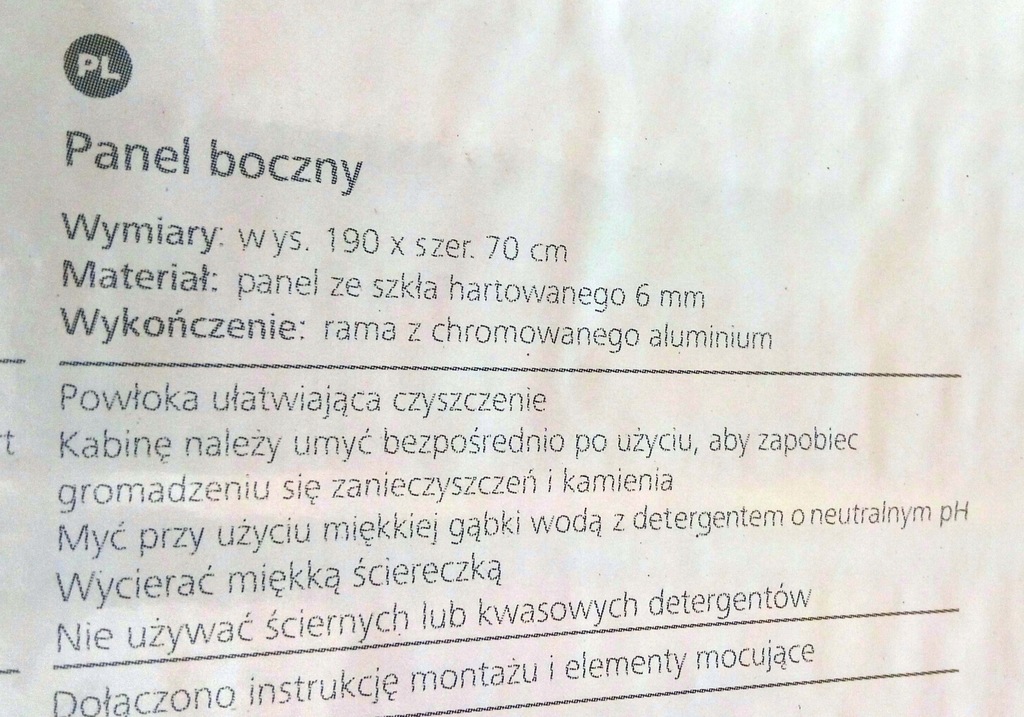 PL
Panel boczny
Wymiary: wys. 190 x szer. 70 cm
Materiał: panel ze szkła hartowanego 6 mm
Wykończenie: rama z chromowanego aluminium
Powłoka ułatwiająca czyszczenie
Kabinę należy umyć bezpośrednio po użyciu, aby zapobiec
gromadzeniu się zanieczyszczeń i kamienia
Myć przy użyciu miękkiej gąbki wodą z detergentem o neutralnym pH
Wycierać miękką ściereczką
Nie używać ściernych lub kwasowych detergentów
Dołączono instrukcję montażu i elementy mocujące